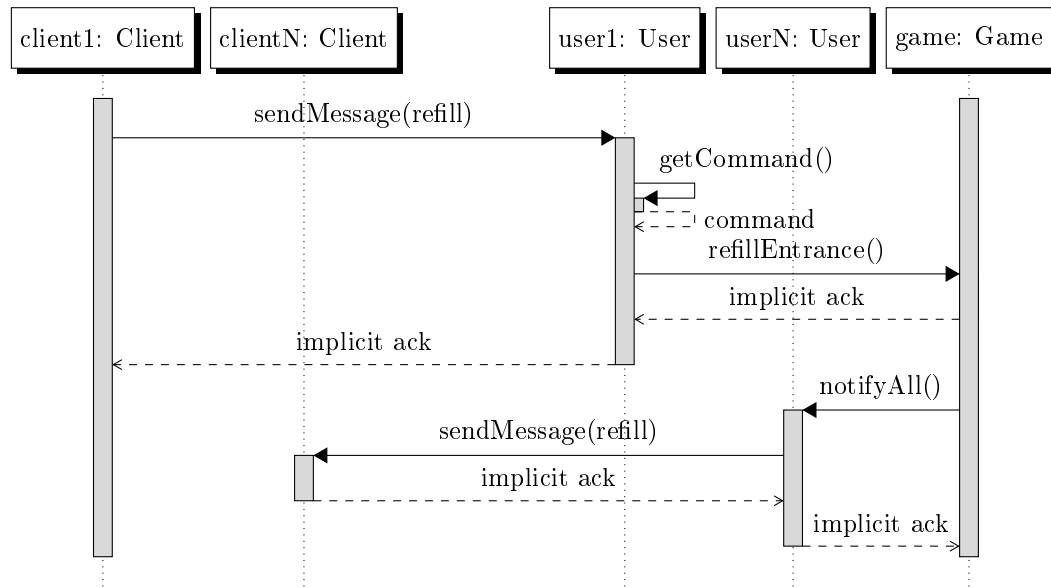 client1: Client
clientN: Client
user1: User
userN: User
game: Game
sendMessage(refill)
getCommand()
command
refillEntrance()
implicit ack
implicit ack
notifyAll()
sendMessage(refill)
implicit ack
implicit ack